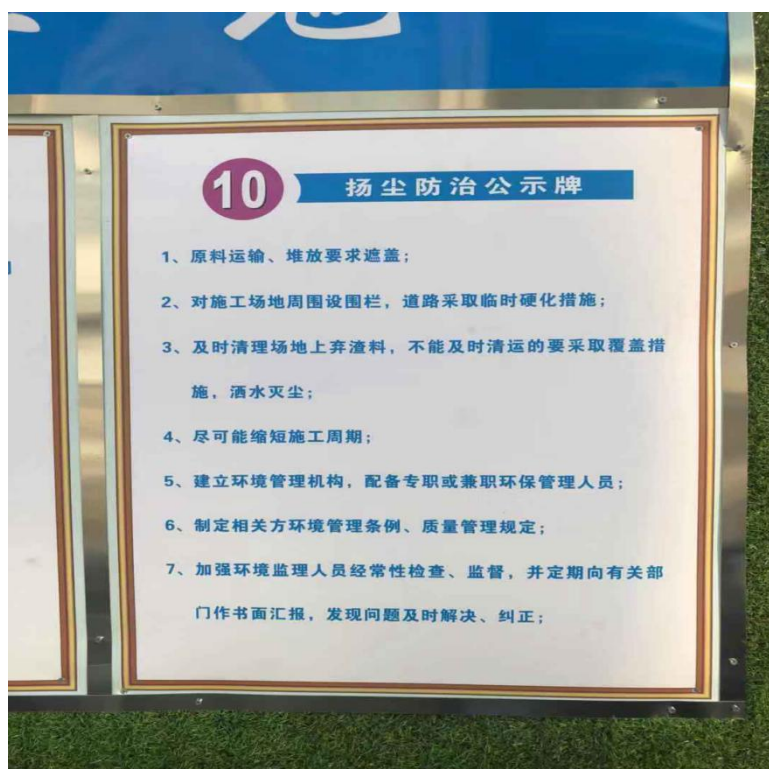 10 扬尘防治公示牌
1、原料运输、堆放要求遮盖；
2、对施工场地周围设围栏，道路采取临时硬化措施；
3、及时清理场地上弃渣料，不能及时清运的要采取覆盖措
施，洒水灭尘；
4、尽可能缩短施工周期；
5、建立环境管理机构，配备专职或兼职环保管理人员；
6、制定相关方环境管理条例、质量管理规定；
7、加强环境监理人员经常性检查、监督，并定期向有关部
门作书面汇报，发现问题及时解决、纠正；